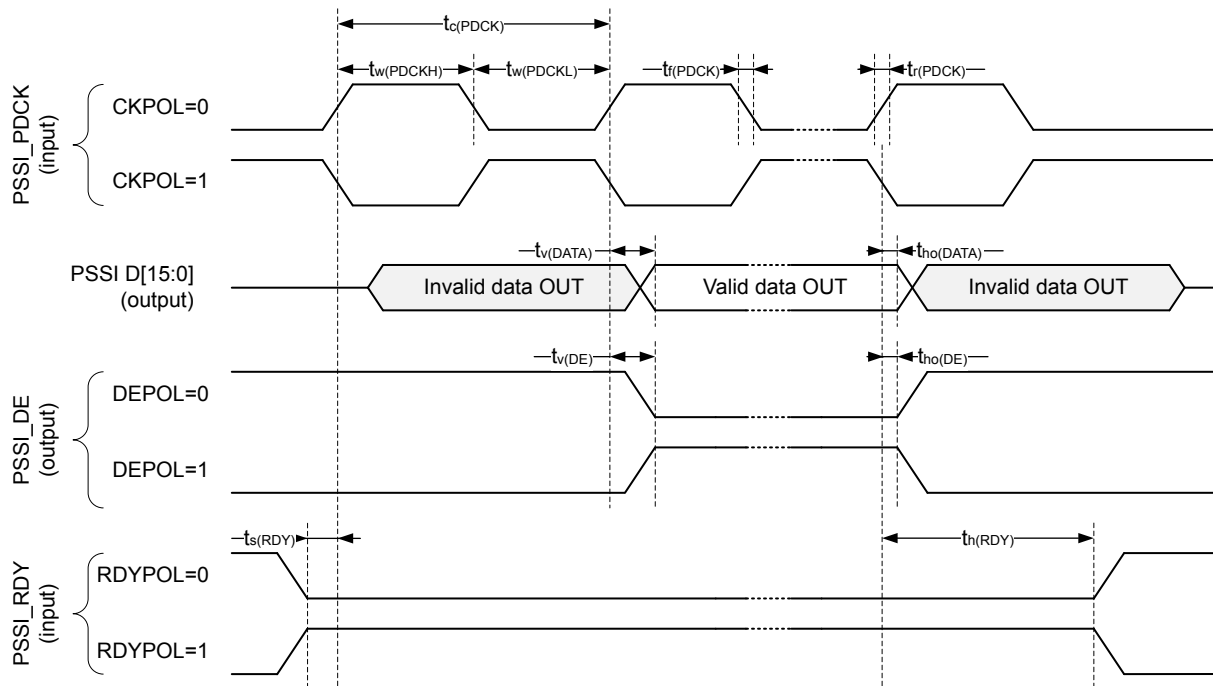 tc(PDCK)
tw(PDCKH)
tw(PDCKL)
tf(PDCK)
tr(PDCK)
PSSI_PDCK
(input)
CKPOL=0
CKPOL=1
tv(DATA)
tho(DATA)
PSSI D[15:0]
(output)
Invalid data OUT
Valid data OUT
Invalid data OUT
tv(DE)
tho(DE)
PSSI_DE
(output)
DEPOL=0
DEPOL=1
ts(RDY)
th(RDY)
PSSI_RDY
(input)
RDYPOL=0
RDYPOL=1